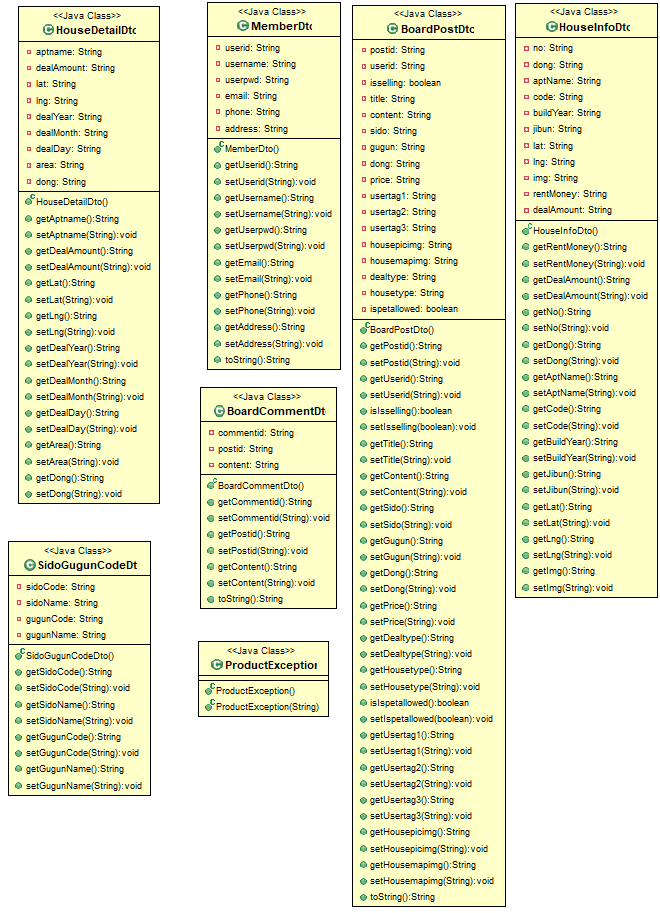 <<Java Class>>
HouseDetailDto
aptname: String
dealAmount: String
lat: String
lng: String
dealYear: String
dealMonth: String
dealDay: String
area: String
dong: String
HouseDetailDto()
getAptname():String
setAptname(String):void
getDealAmount():String
setDealAmount(String):void
getLat():String
setLat(String):void
getLng():String
setLng(String):void
getDealYear():String
setDealYear(String):void
getDealMonth():String
setDealMonth(String):void
getDealDay():String
setDealDay(String):void
getArea():String
setArea(String):void
getDong():String
setDong(String):void
<<Java Class>>
SidoGugunCodeDt
sidoCode: String
sidoName: String
gugunCode: String
gugunName: String
SidoGugunCodeDto()
getSidoCode():String
setSidoCode(String):void
getSidoName():String
setSidoName(String):void
getGugunCode():String
setGugunCode(String):void
getGugunName():String
setGugunName(String):void
<<Java Class>>
MemberDto
userid: String
username: String
userpwd: String
email: String
phone: String
address: String
MemberDto()
getUserid():String
setUserid(String):void
getUsername():String
setUsername(String):void
getUserpwd():String
setUserpwd(String):void
getEmail():String
setEmail(String):void
getPhone():String
setPhone(String):void
getAddress():String
setAddress(String):void
toString():String
<<Java Class>>
BoardCommentDto
commentid: String
postid: String
content: String
BoardCommentDto()
getCommentid():String
setCommentid(String):void
getPostid():String
setPostid(String):void
getContent():String
setContent(String):void
toString():String
<<Java Class>>
ProductException
ProductException()
ProductException(String)
<<Java Class>>
BoardPostDto
postid: String
userid: String
isselling: boolean
title: String
content: String
sido: String
gugun: String
dong: String
price: String
usertag1: String
usertag2: String
usertag3: String
housepicimg: String
housemapimg: String
dealtype: String
housetype: String
ispetallowed: boolean
BoardPostDto()
getPostid():String
setPostid(String):void
getUserid():String
setUserid(String):void
isIsselling():boolean
setIsselling(boolean):void
getTitle():String
setTitle(String):void
getContent():String
setContent(String):void
getSido():String
setSido(String):void
getGugun():String
setGugun(String):void
getDong():String
setDong(String):void
getPrice():String
setPrice(String):void
getDealtype():String
setDealtype(String):void
getHousetype():String
setHousetype(String):void
isIspetallowed():boolean
setIspetallowed(boolean):void
getUsertag1():String
setUsertag1(String):void
getUsertag2():String
setUsertag2(String):void
getUsertag3():String
setUsertag3(String):void
getHousepicimg():String
setHousepicimg(String):void
getHousemapimg():String
setHousemapimg(String):void
toString():String
<<Java Class>>
HouseInfoDto
no: String
dong: String
aptName: String
code: String
buildYear: String
jibun: String
lat: String
lng: String
img: String
rentMoney: String
dealAmount: String
HouseInfoDto()
getRentMoney():String
setRentMoney(String):void
getDealAmount():String
setDealAmount(String):void
getNo():String
setNo(String):void
getDong():String
setDong(String):void
getAptName():String
setAptName(String):void
getCode():String
setCode(String):void
getBuildYear():String
setBuildYear(String):void
getJibun():String
setJibun(String):void
getLat():String
setLat(String):void
getLng():String
setLng(String):void
getImg():String
setImg(String):void